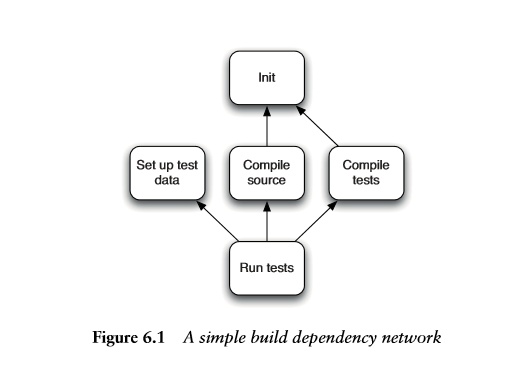 Init
Set up test
data
Compile
source
Compile
tests
Run tests
Figure 6.1 A simple build dependency network